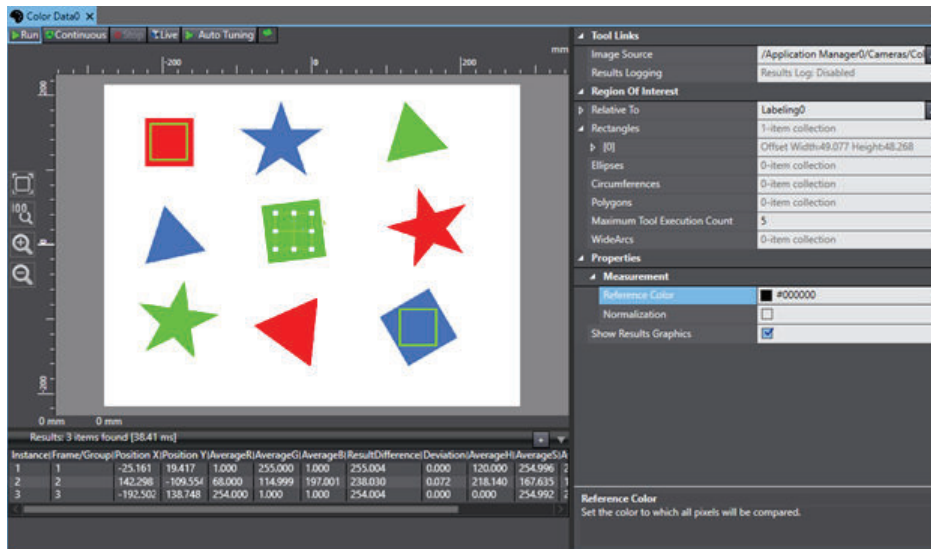 Color Data0 ×
Run Continuous Stop Live Auto Tuning
mm
-200 0 200
200
100
0
-200
0 mm 0 mm
Results: 3 items found [38.41 ms]
Instance Frame/Group Position X Position Y AverageR AverageG AverageB ResultDifference Deviation AverageH AverageS A
1 1 -25.161 19.417 1.000 255.000 1.000 255.004 0.000 120.000 254.996 2
2 2 142.298 -109.554 68.000 114.999 197.001 238.030 0.072 218.140 167.635 1
3 3 -192.502 138.748 254.000 1.000 1.000 254.004 0.000 0.000 254.992 2
Tool Links
Image Source /Application Manager0/Cameras/Col
Results Logging Results Log: Disabled
Region Of Interest
Relative To Labeling0
Rectangles 1-item collection
[0] Offset Width:49.077 Height:48.268
Ellipses 0-item collection
Circumferences 0-item collection
Polygons 0-item collection
Maximum Tool Execution Count 5
WideArcs 0-item collection
Properties
Measurement
Reference Color #000000
Normalization
Show Results Graphics
Reference Color
Set the color to which all pixels will be compared.